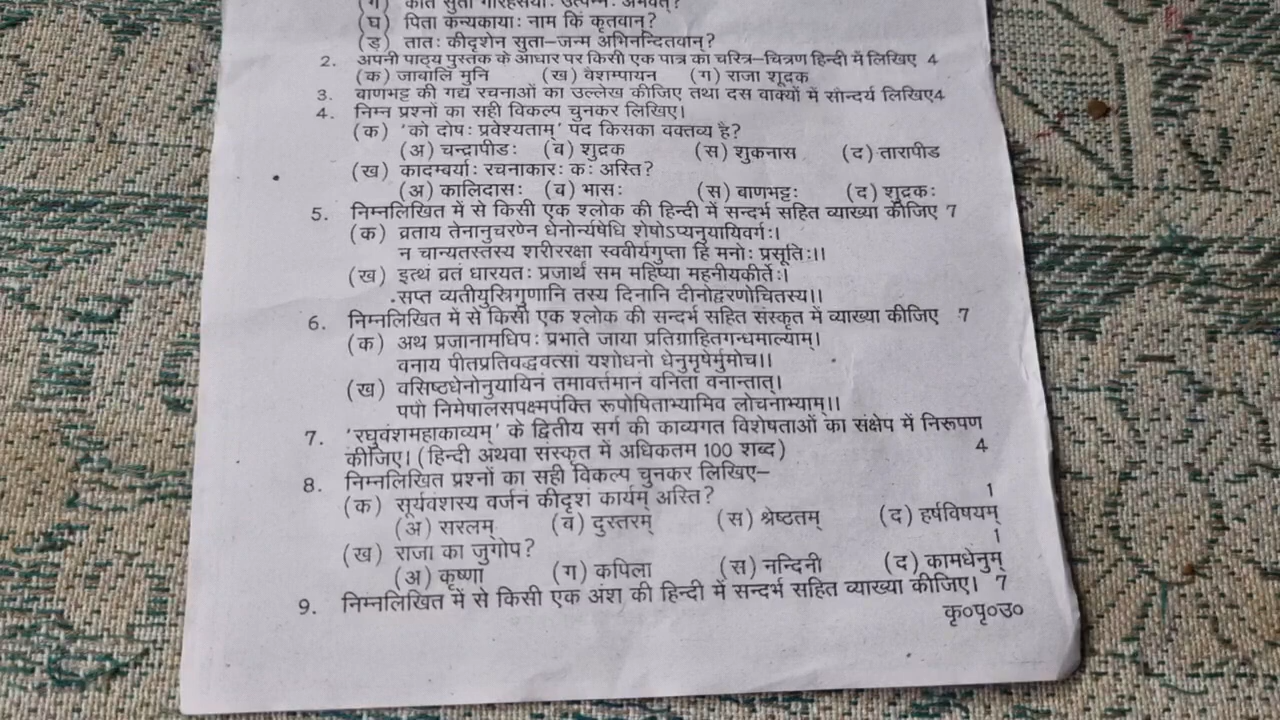 (ग) काति सुता गौरहसया: उत्पन्न: अभवत्?
(घ) पिता कन्यकाया: नाम किं कृतवान्?
(ड़) तात: कीदृशेन सुता-जन्म अभिनन्दितवान्?
2. अपनी पाठ्य पुस्तक के आधार पर किसी एक पात्र का चरित्र-चित्रण हिन्दी में लिखिए 4
(क) जाबालि मुनि (ख) वैशम्पायन (ग) राजा शूद्रक
3. बाणभट्ट की गद्य रचनाओं का उल्लेख कीजिए तथा दस वाक्यों में सौन्दर्य लिखिए4
4. निम्न प्रश्नों का सही विकल्प चुनकर लिखिए।
(क) 'को दोष: प्रवेश्यताम्' पद किसका वक्तव्य है?
(अ) चन्द्रापीड: (ब) शुद्रक (स) शुकनास (द) तारापीड
(ख) कादम्बर्या: रचनाकार: क: अस्ति?
(अ) कालिदास: (ब) भास: (स) बाणभट्ट: (द) शूद्रक:
5. निम्नलिखित में से किसी एक श्लोक की हिन्दी में सन्दर्भ सहित व्याख्या कीजिए 7
(क) व्रताय तेनानुचरण्ेन धेनोर्न्यषेधि शेषोऽप्यनुयायिवर्ग:।
न चान्यतस्तस्य शरीररक्षा स्ववीर्यगुप्ता हि मनो: प्रसूति:।।
(ख) इत्थं व्रतं धारयत: प्रजार्थं सम महिष्या महनीयकीर्ते:।
सप्त व्यतीयुस्त्रिगुणानि तस्य दिनानि दीनोद्वरणोचितस्य।।
6. निम्नलिखित में से किसी एक श्लोक की सन्दर्भ सहित संस्कृत में व्याख्या कीजिए 7
(क) अथ प्रजानामधिप: प्रभाते जाया प्रतिग्राहितगन्धमाल्याम्।
वनाय पीतप्रतिवद्धवत्सां यशोधनो धेनुमृषेर्मुमोच।।
(ख) वसिष्ठधेनोनुयायिनं तमावर्त्तमानं वनिता वनान्तात्।
पपौ निमेषालसपक्ष्मपंक्ति रूपोषिताभ्यामिव लोचनाभ्याम्।।
7. 'रघुवंशमहाकाव्यम्' के द्वितीय सर्ग की काव्यगत विशेषताओं का संक्षेप में निरूपण
कीजिए। (हिन्दी अथवा संस्कृत में अधिकतम 100 शब्द) 4
8. निम्नलिखित प्रश्नों का सही विकल्प चुनकर लिखिए-
(क) सूर्यवंशस्य वर्जनं कीदृशं कार्यम् अस्ति? 1
(अ) सरलम् (ब) दुस्तरम् (स) श्रेष्ठतम् (द) हर्षविषयम्
(ख) राजा का जुगोप? 1
(अ) कृष्णा (ग) कपिला (स) नन्दिनी (द) कामधेनुम्
9. निम्नलिखित में से किसी एक अंश की हिन्दी में सन्दर्भ सहित व्याख्या कीजिए। 7
कृ०पृ०उ०